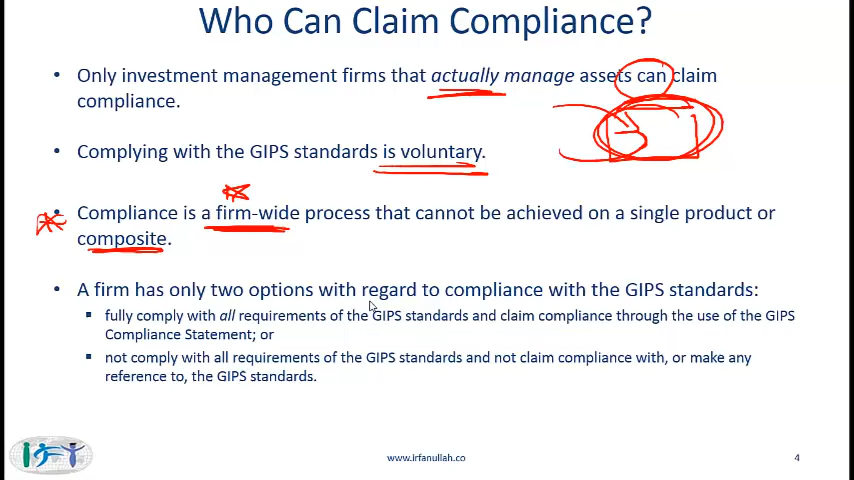 Who Can Claim Compliance?
• Only investment management firms that actually manage assets can claim
compliance.
• Complying with the GIPS standards is voluntary.
• Compliance is a firm-wide process that cannot be achieved on a single product or
composite.
• A firm has only two options with regard to compliance with the GIPS standards:
▪ fully comply with all requirements of the GIPS standards and claim compliance through the use of the GIPS
Compliance Statement; or
▪ not comply with all requirements of the GIPS standards and not claim compliance with, or make any
reference to, the GIPS standards.
www.irfanullah.co
4